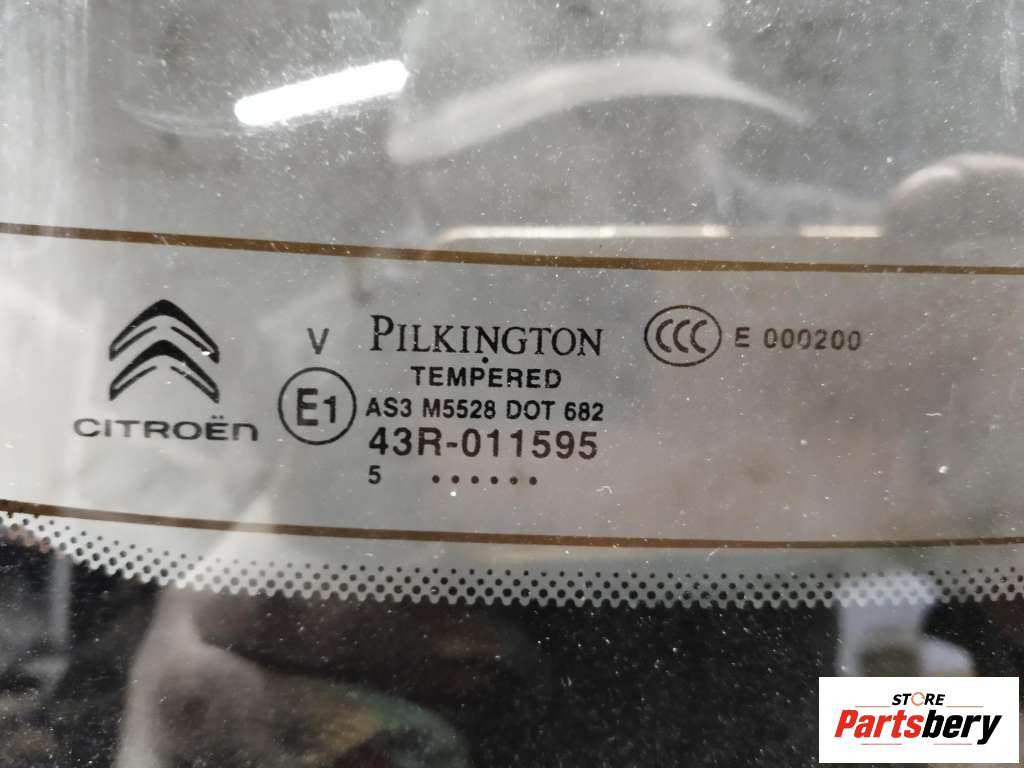 CITROËN
V PILKINGTON
TEMPERED
CCC E 000200
E1 AS3 M5528 DOT 682
43R-011595
5 . . . . . .
STORE
Partsbery